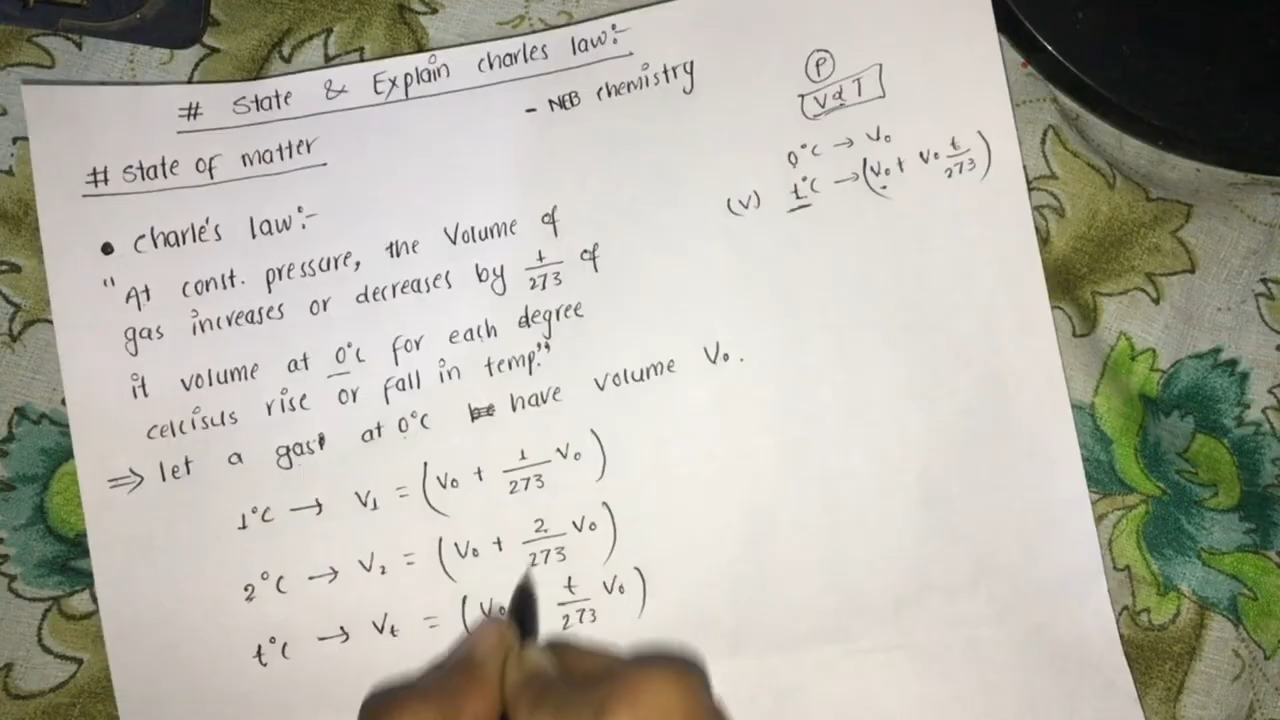 # State & Explain charles law:-
- NEB chemistry
# State of matter
• Charle's law:-
"At const. pressure, the Volume of
gas increases or decreases by t/273 of
it volume at 0°C for each degree
celcisus rise or fall in temp."
⇒ let a gas at 0°C have volume V₀.
1°C → V₁ = (V₀ + 1/273 V₀)
2°C → V₂ = (V₀ + 2/273 V₀)
t°C → Vₜ = (V₀ t/273 V₀)
P
V α T
0°C → V₀
(V) t°C → (V₀ + V₀ t/273)